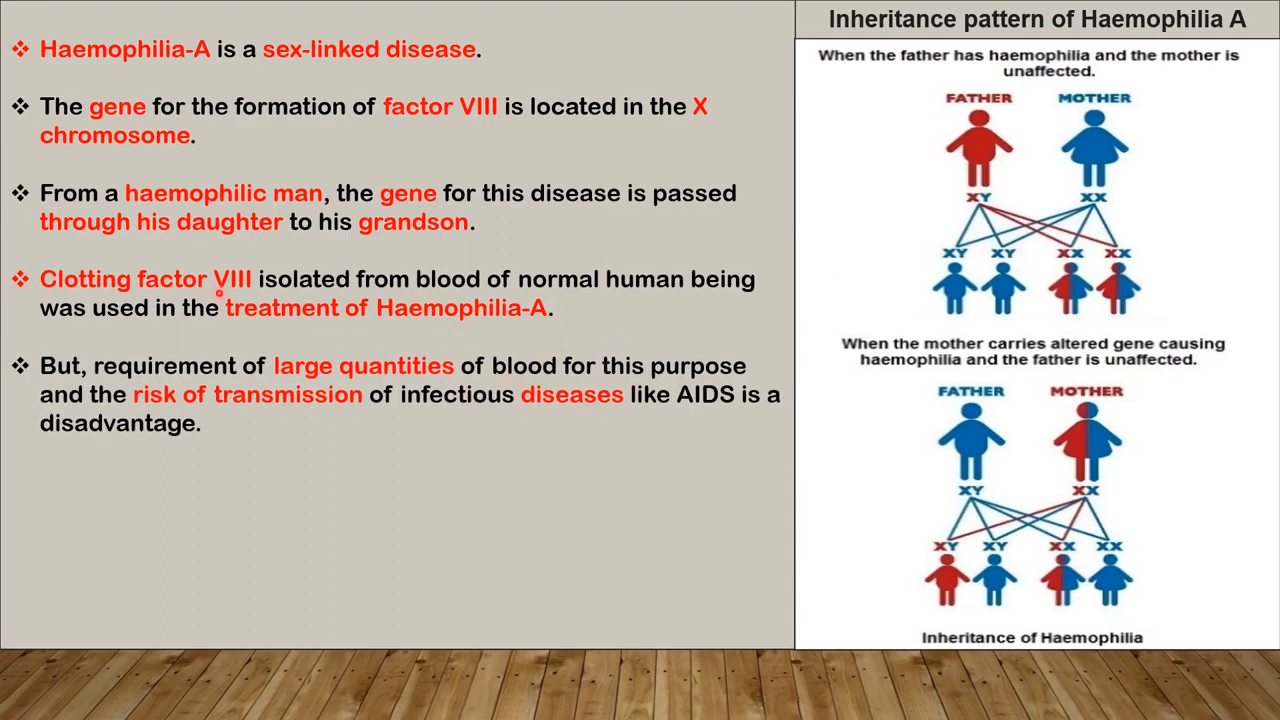 ❖ Haemophilia-A is a sex-linked disease.
❖ The gene for the formation of factor VIII is located in the X
chromosome.
❖ From a haemophilic man, the gene for this disease is passed
through his daughter to his grandson.
❖ Clotting factor VIII isolated from blood of normal human being
was used in the treatment of Haemophilia-A.
❖ But, requirement of large quantities of blood for this purpose
and the risk of transmission of infectious diseases like AIDS is a
disadvantage.
Inheritance pattern of Haemophilia A
When the father has haemophilia and the mother is
unaffected.
FATHER MOTHER
XY XX
XY XY XX XX
When the mother carries altered gene causing
haemophilia and the father is unaffected.
FATHER MOTHER
XY XX
XY XY XX XX
Inheritance of Haemophilia